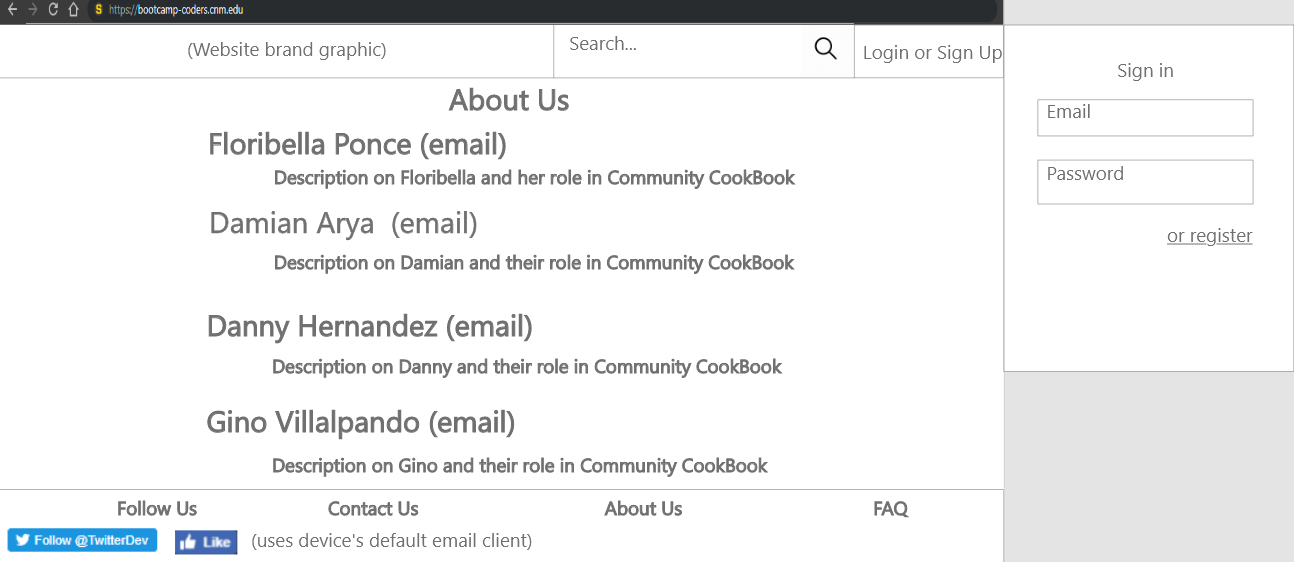 https://bootcamp-coders.cnm.edu
(Website brand graphic)
Search...
Login or Sign Up
About Us
Floribella Ponce (email)
Description on Floribella and her role in Community CookBook
Damian Arya  (email)
Description on Damian and their role in Community CookBook
Danny Hernandez (email)
Description on Danny and their role in Community CookBook
Gino Villalpando (email)
Description on Gino and their role in Community CookBook
Follow Us
Contact Us
About Us
FAQ
Follow @TwitterDev
Like
(uses device's default email client)
Sign in
Email
Password
or register